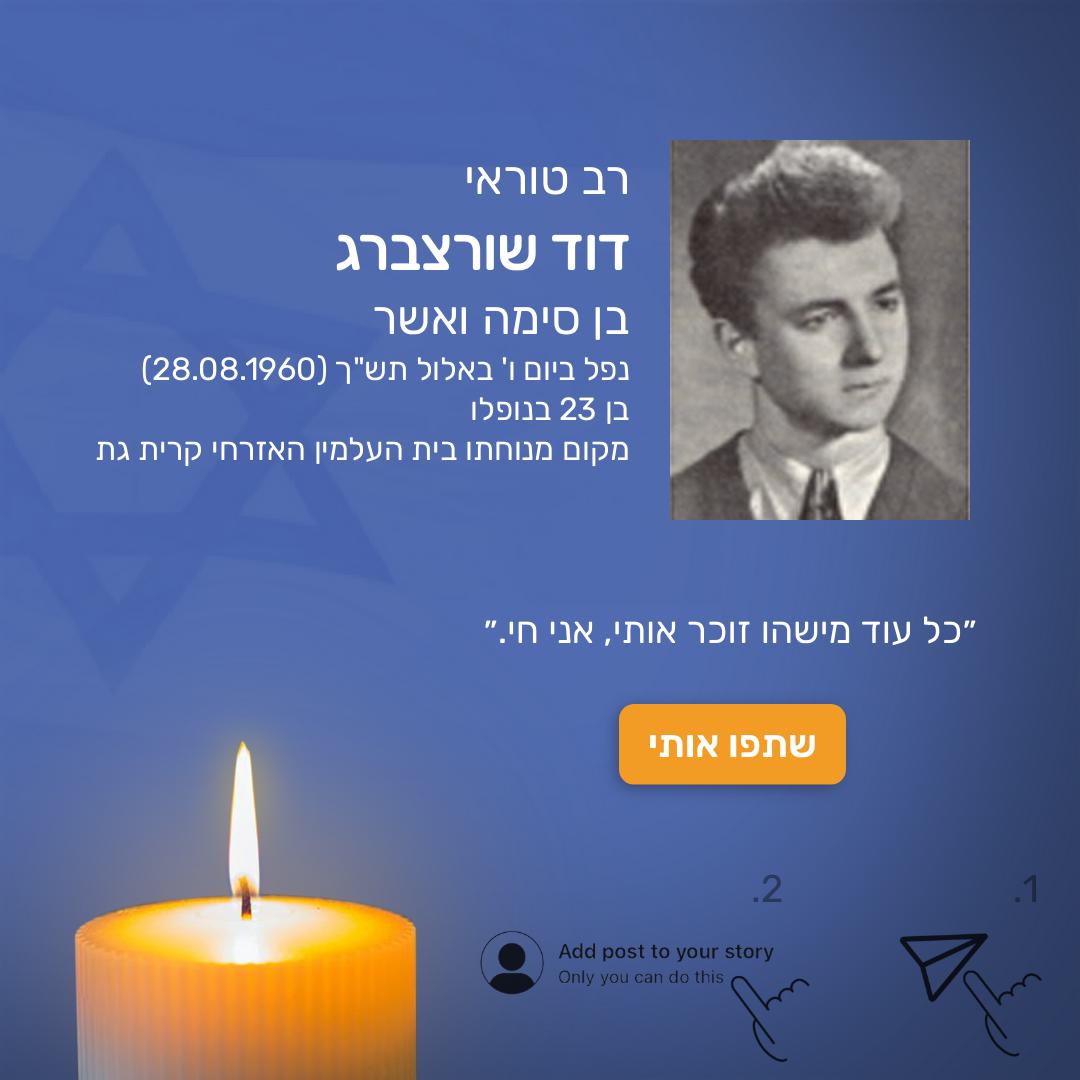 רב טוראי
דוד שורצברג
בן סימה ואשר
נפל ביום ו' באלול תש"ך (28.08.1960)
בן 23 בנופלו
מקום מנוחתו בית העלמין האזרחי קרית גת
״כל עוד מישהו זוכר אותי, אני חי.״
שתפו אותי
1.
2.
Add post to your story
Only you can do this